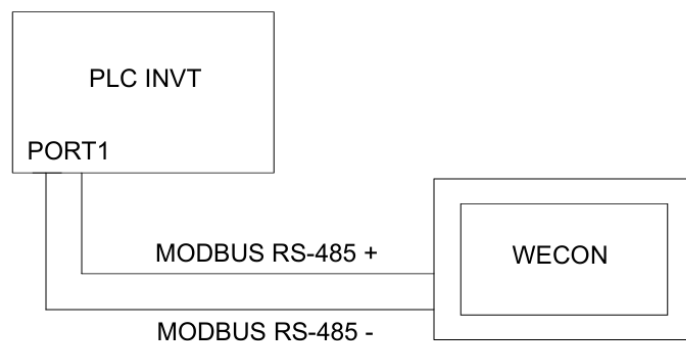 PLC INVT
PORT1
MODBUS RS-485 +
WECON
MODBUS RS-485 -